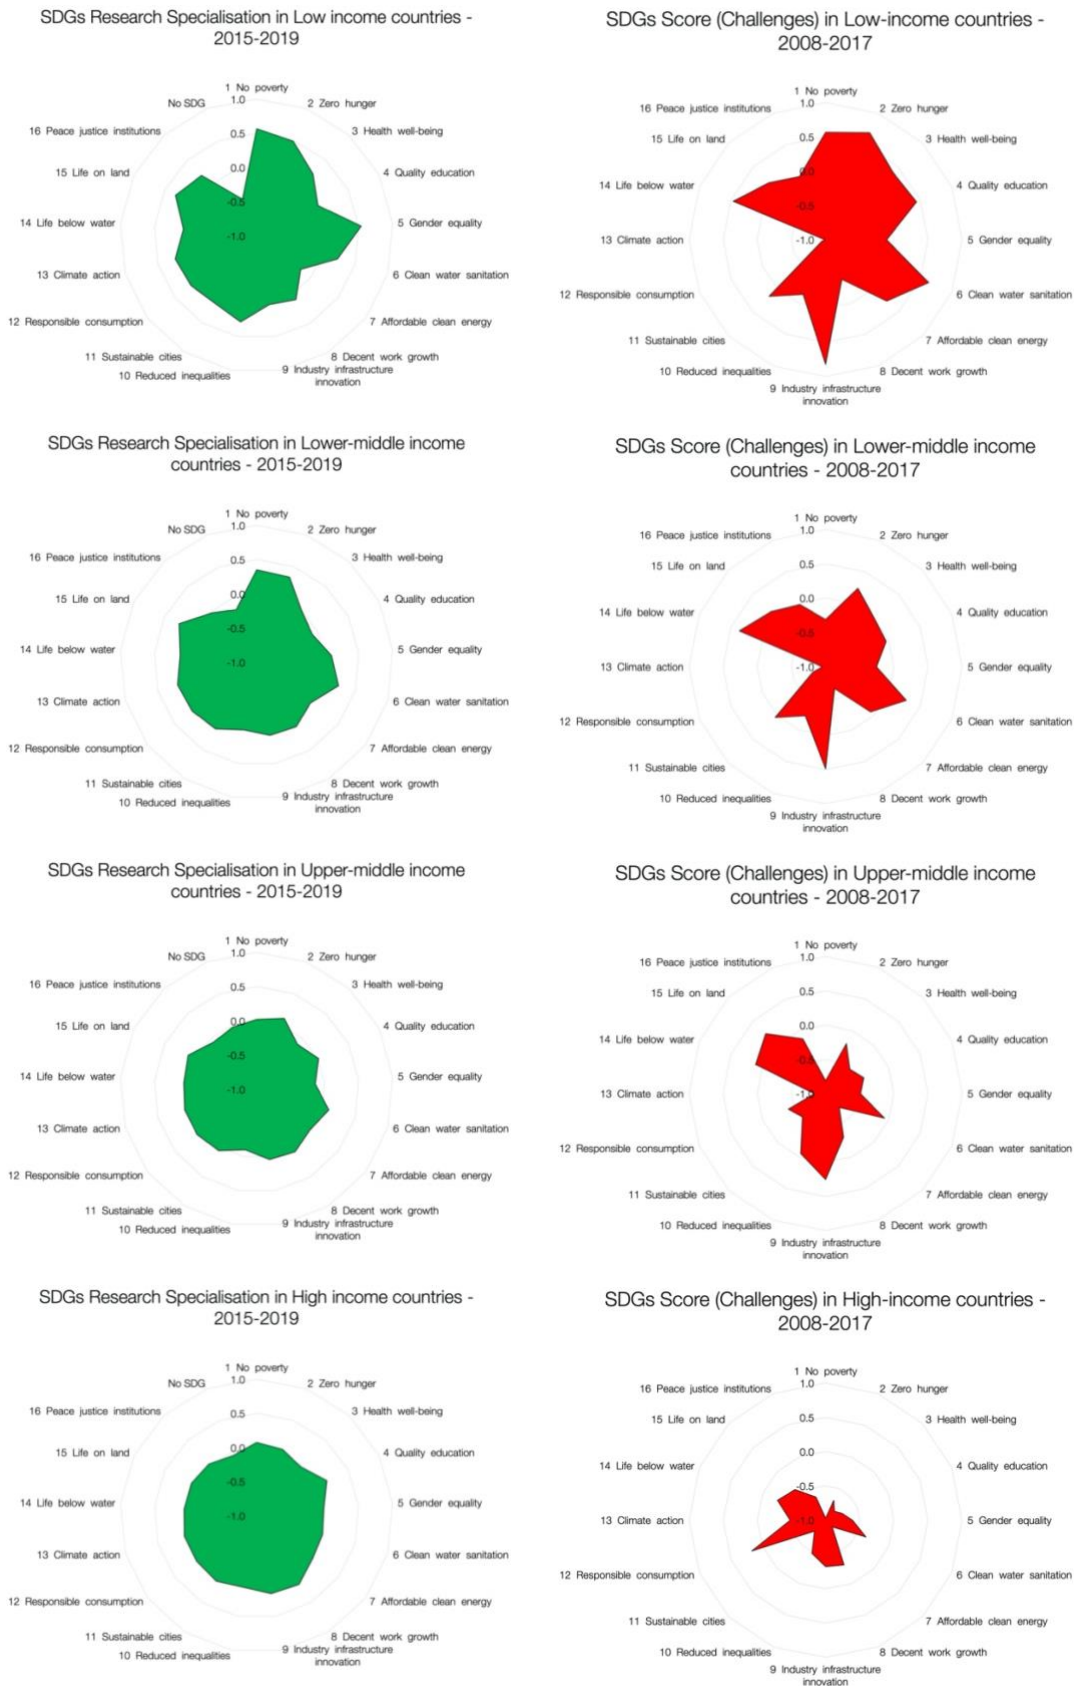 SDGs Research Specialisation in Low income countries -
2015-2019
1 No poverty
1.0
2 Zero hunger
3 Health well-being
4 Quality education
5 Gender equality
6 Clean water sanitation
7 Affordable clean energy
8 Decent work growth
9 Industry infrastructure
innovation
10 Reduced inequalities
11 Sustainable cities
12 Responsible consumption
13 Climate action
14 Life below water
15 Life on land
16 Peace justice institutions
No SDG
0.5
0.0
-0.5
-1.0
SDGs Score (Challenges) in Low-income countries -
2008-2017
1 No poverty
1.0
2 Zero hunger
3 Health well-being
4 Quality education
5 Gender equality
6 Clean water sanitation
7 Affordable clean energy
8 Decent work growth
9 Industry infrastructure
innovation
10 Reduced inequalities
11 Sustainable cities
12 Responsible consumption
13 Climate action
14 Life below water
15 Life on land
16 Peace justice institutions
0.5
0.0
-0.5
-1.0
SDGs Research Specialisation in Lower-middle income
countries - 2015-2019
1 No poverty
1.0
2 Zero hunger
3 Health well-being
4 Quality education
5 Gender equality
6 Clean water sanitation
7 Affordable clean energy
8 Decent work growth
9 Industry infrastructure
innovation
10 Reduced inequalities
11 Sustainable cities
12 Responsible consumption
13 Climate action
14 Life below water
15 Life on land
16 Peace justice institutions
No SDG
0.5
0.0
-0.5
-1.0
SDGs Score (Challenges) in Lower-middle income
countries - 2008-2017
1 No poverty
1.0
2 Zero hunger
3 Health well-being
4 Quality education
5 Gender equality
6 Clean water sanitation
7 Affordable clean energy
8 Decent work growth
9 Industry infrastructure
innovation
10 Reduced inequalities
11 Sustainable cities
12 Responsible consumption
13 Climate action
14 Life below water
15 Life on land
16 Peace justice institutions
0.5
0.0
-0.5
-1.0
SDGs Research Specialisation in Upper-middle income
countries - 2015-2019
1 No poverty
1.0
2 Zero hunger
3 Health well-being
4 Quality education
5 Gender equality
6 Clean water sanitation
7 Affordable clean energy
8 Decent work growth
9 Industry infrastructure
innovation
10 Reduced inequalities
11 Sustainable cities
12 Responsible consumption
13 Climate action
14 Life below water
15 Life on land
16 Peace justice institutions
No SDG
0.5
0.0
-0.5
-1.0
SDGs Score (Challenges) in Upper-middle income
countries - 2008-2017
1 No poverty
1.0
2 Zero hunger
3 Health well-being
4 Quality education
5 Gender equality
6 Clean water sanitation
7 Affordable clean energy
8 Decent work growth
9 Industry infrastructure
innovation
10 Reduced inequalities
11 Sustainable cities
12 Responsible consumption
13 Climate action
14 Life below water
15 Life on land
16 Peace justice institutions
0.5
0.0
-0.5
-1.0
SDGs Research Specialisation in High income countries -
2015-2019
1 No poverty
1.0
2 Zero hunger
3 Health well-being
4 Quality education
5 Gender equality
6 Clean water sanitation
7 Affordable clean energy
8 Decent work growth
9 Industry infrastructure
innovation
10 Reduced inequalities
11 Sustainable cities
12 Responsible consumption
13 Climate action
14 Life below water
15 Life on land
16 Peace justice institutions
No SDG
0.5
0.0
-0.5
-1.0
SDGs Score (Challenges) in High-income countries -
2008-2017
1 No poverty
1.0
2 Zero hunger
3 Health well-being
4 Quality education
5 Gender equality
6 Clean water sanitation
7 Affordable clean energy
8 Decent work growth
9 Industry infrastructure
innovation
10 Reduced inequalities
11 Sustainable cities
12 Responsible consumption
13 Climate action
14 Life below water
15 Life on land
16 Peace justice institutions
0.5
0.0
-0.5
-1.0